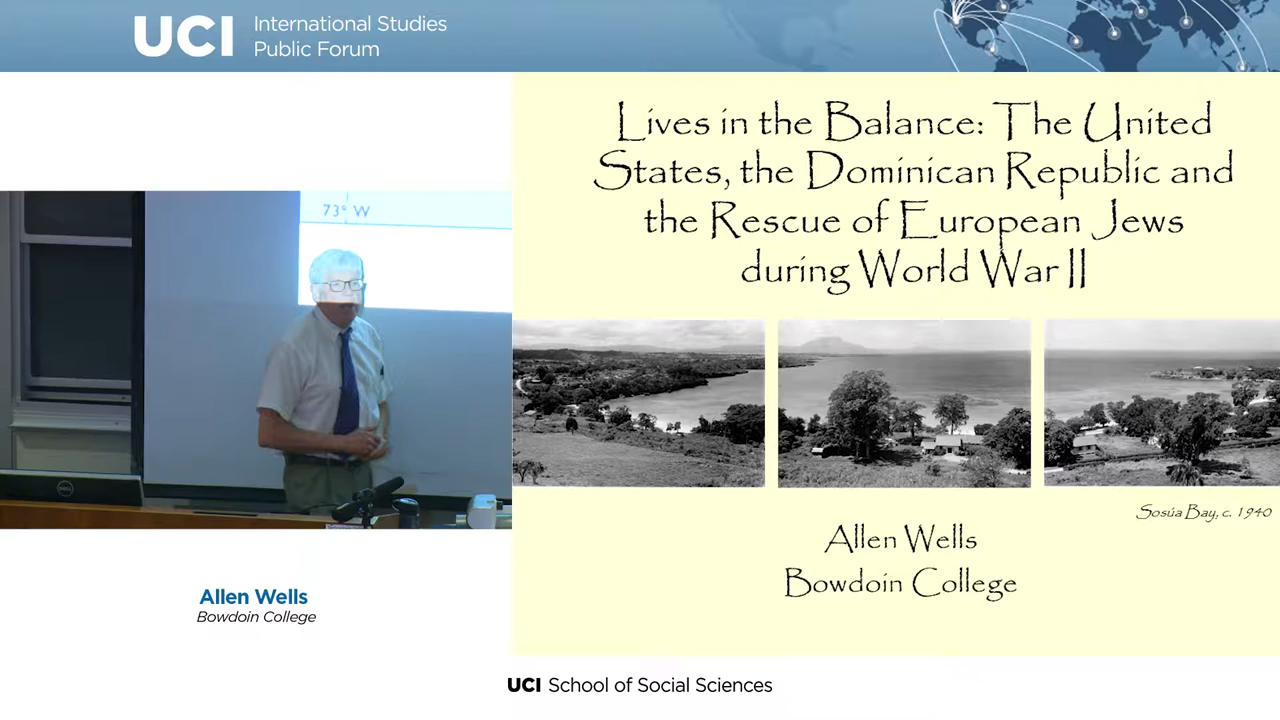 UCI
International Studies
Public Forum
73° W
DELL
Allen Wells
Bowdoin College
Lives in the Balance: The United
States, the Dominican Republic and
the Rescue of European Jews
during World War II
Sosúa Bay, c. 1940
Allen Wells
Bowdoin College
UCI School of Social Sciences